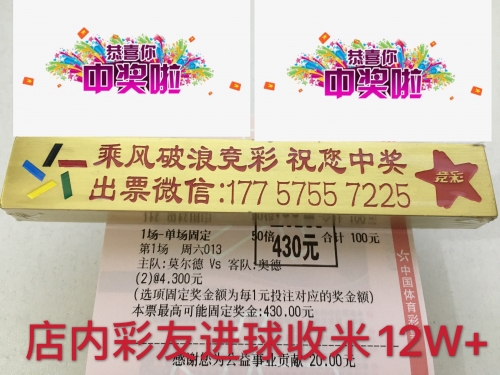 恭喜你
中奖啦
恭喜你
中奖啦
乘风破浪竞彩 祝您中奖
竞彩
出票微信:177 5755 7225
1场-单场固定 50倍 合计 100元
430元
第1场 周六013
主队:莫尔德 Vs 客队:奥德
(2)@4.300元
(选项固定奖金额为每1元投注对应的奖金额)
本票最高可能固定奖金:430.00元
中国体育彩
店内彩友进球收米12W+
感谢您为公益事业贡献 20.00元